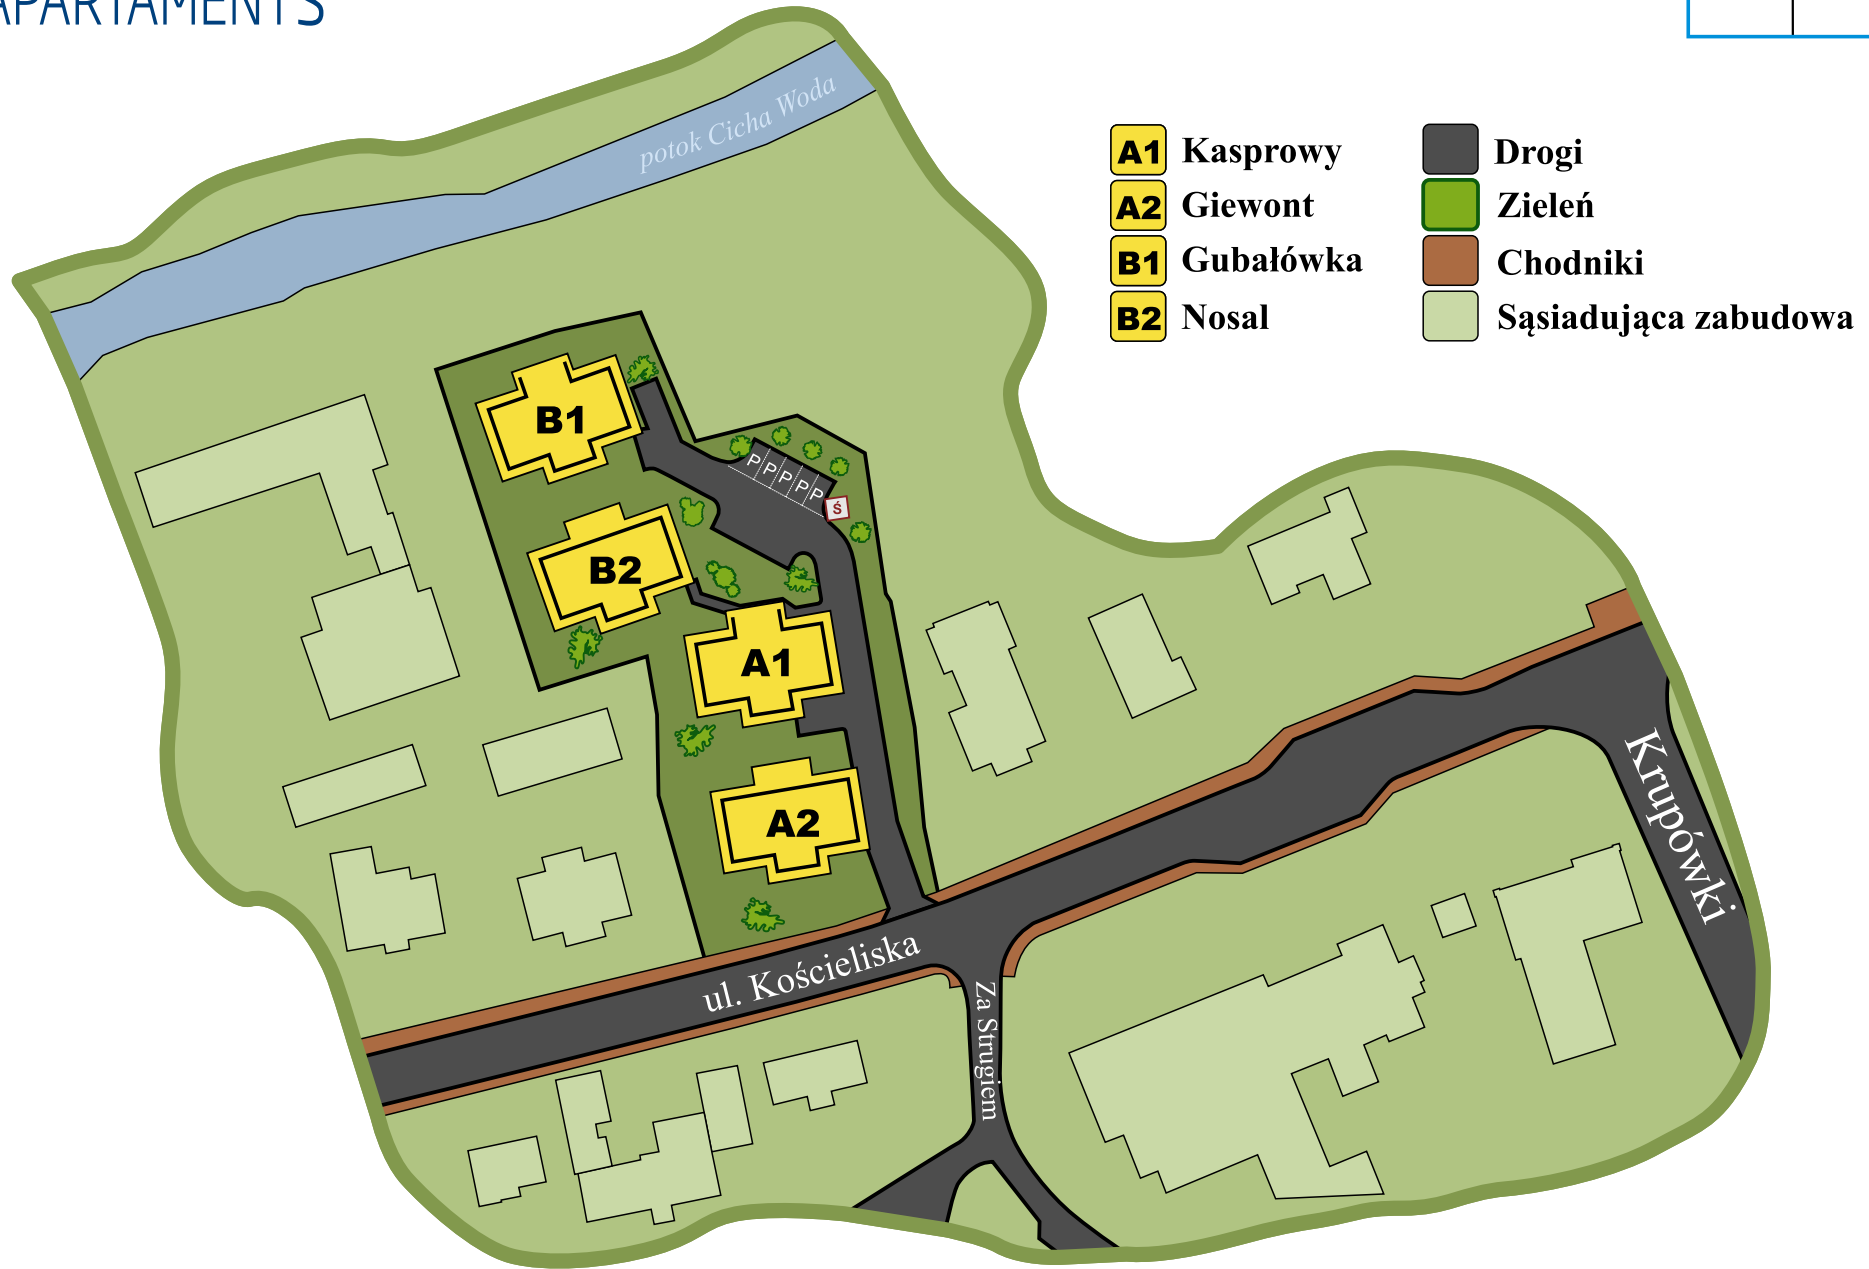 APARTAMENTS
potok Cicha Woda
A1 Kasprowy
A2 Giewont
B1 Gubałówka
B2 Nosal
Drogi
Zieleń
Chodniki
Sąsiadująca zabudowa
B1
P P P P P
Ś
B2
A1
A2
ul. Kościeliska
Za Strugiem
Krupówki